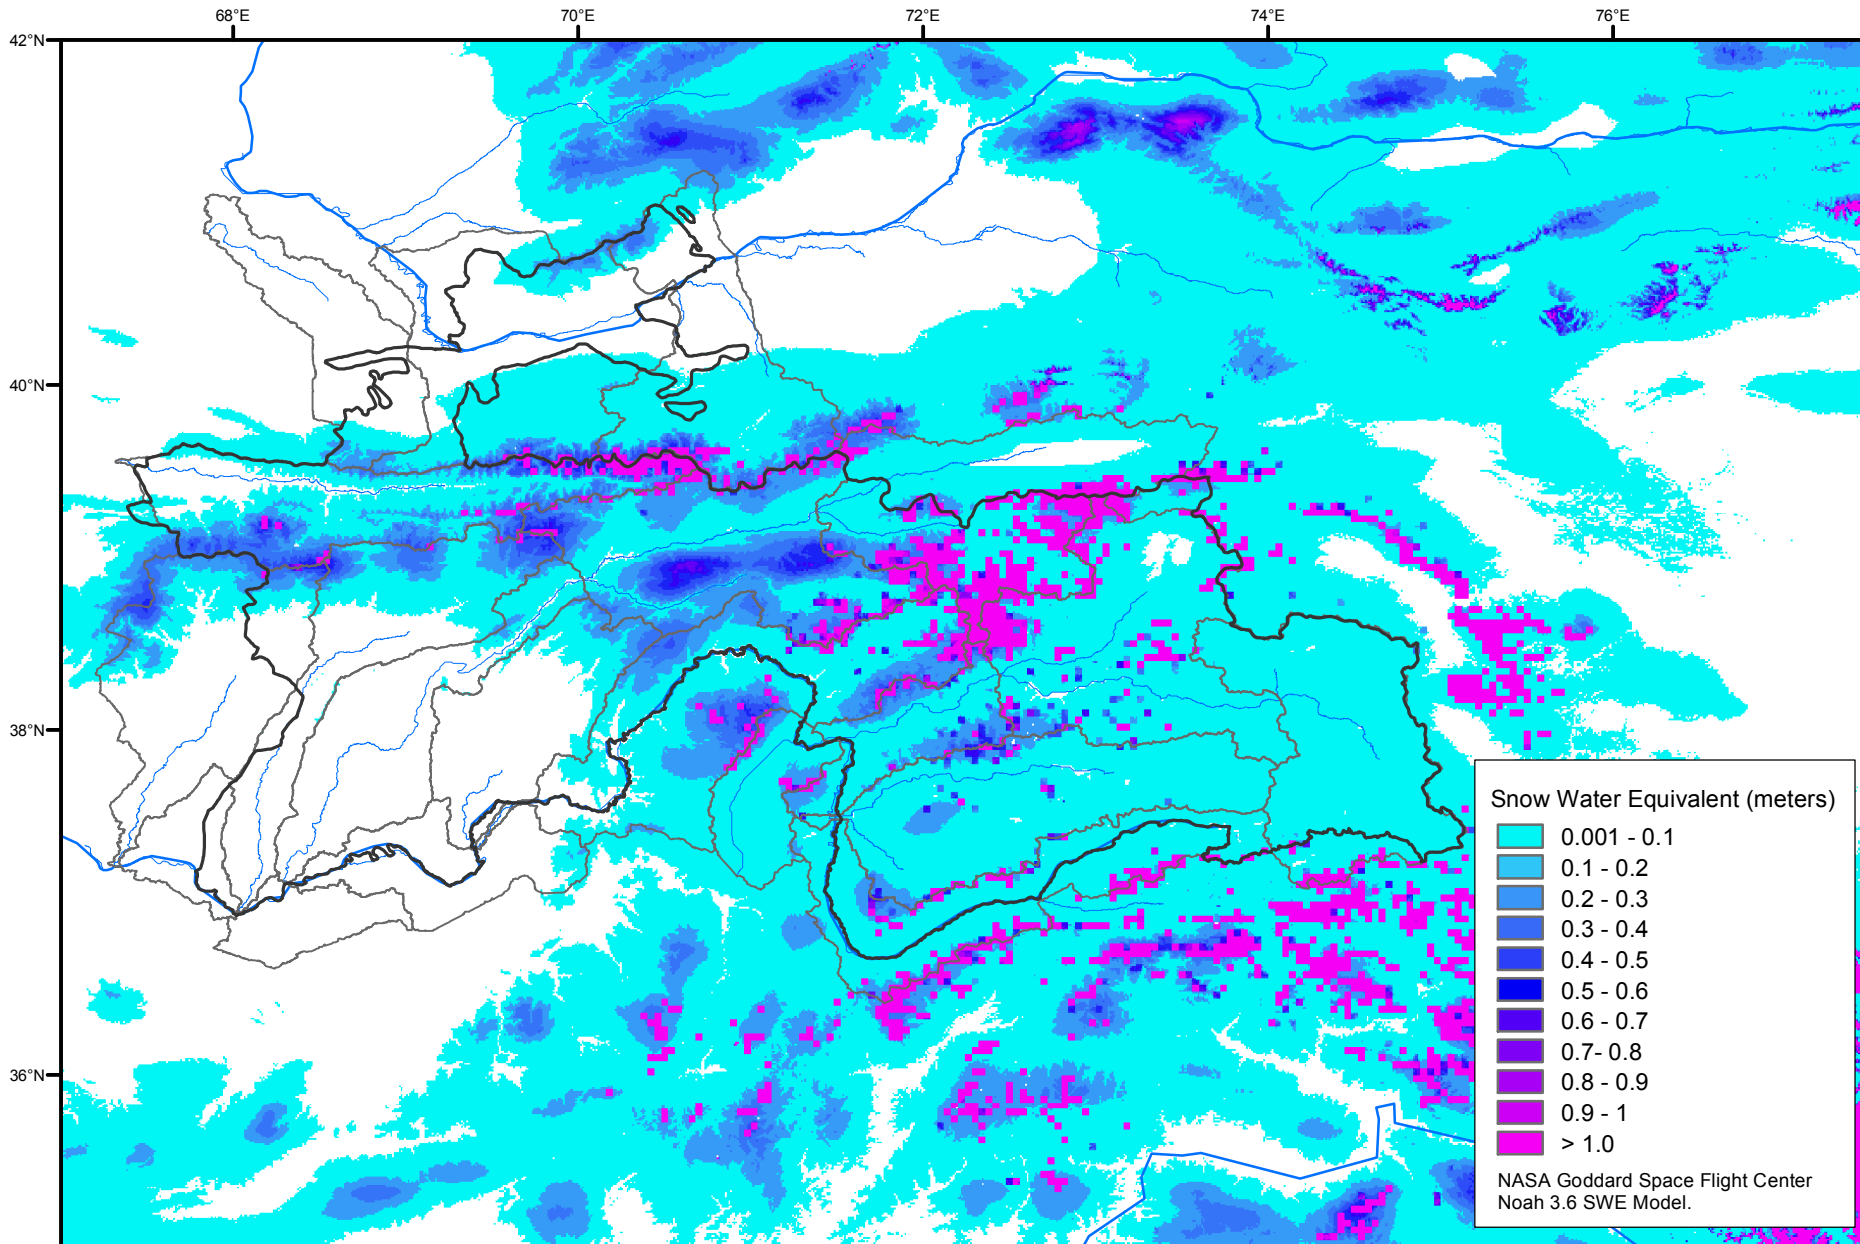 68°E 70°E 72°E 74°E 76°E
42°N
40°N
38°N
36°N
Snow Water Equivalent (meters)
0.001 - 0.1
0.1 - 0.2
0.2 - 0.3
0.3 - 0.4
0.4 - 0.5
0.5 - 0.6
0.6 - 0.7
0.7- 0.8
0.8 - 0.9
0.9 - 1
> 1.0
NASA Goddard Space Flight Center
Noah 3.6 SWE Model.